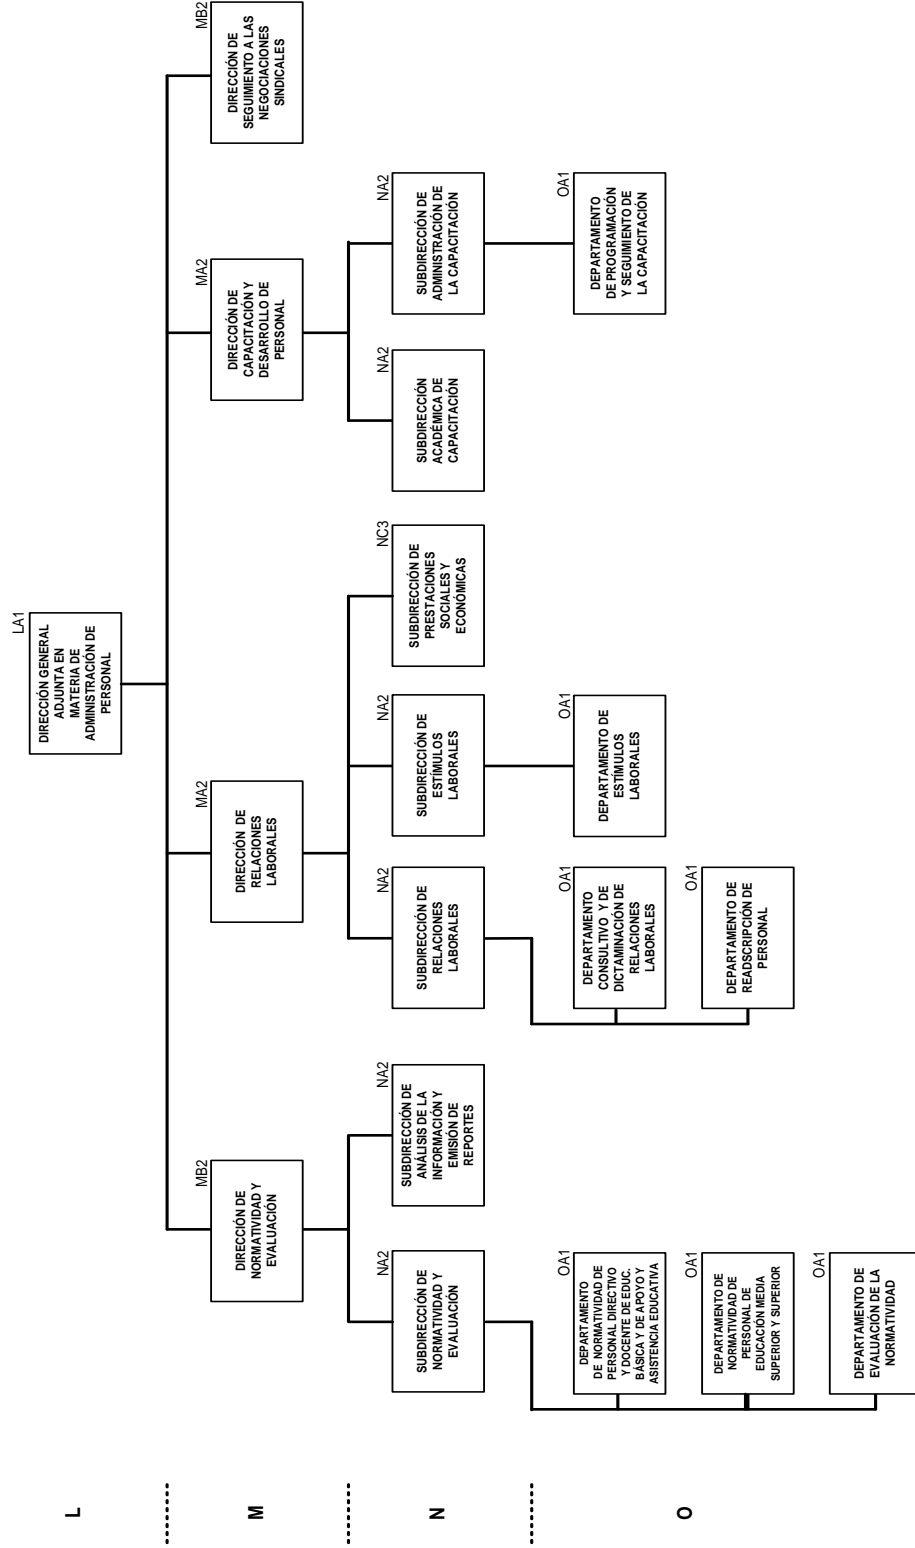 L
LA1
DIRECCIÓN GENERAL
ADJUNTA EN
MATERIA DE
ADMINISTRACIÓN DE
PERSONAL
M
MB2
DIRECCIÓN DE
NORMATIVIDAD Y
EVALUACIÓN
MA2
DIRECCIÓN DE
RELACIONES
LABORALES
MA2
DIRECCIÓN DE
CAPACITACIÓN Y
DESARROLLO DE
PERSONAL
MB2
DIRECCIÓN DE
SEGUIMIENTO A LAS
NEGOCIACIONES
SINDICALES
N
NA2
SUBDIRECCIÓN DE
NORMATIVIDAD Y
EVALUACIÓN
NA2
SUBDIRECCIÓN DE
ANÁLISIS DE LA
INFORMACIÓN Y
EMISIÓN DE
REPORTES
NA2
SUBDIRECCIÓN DE
RELACIONES
LABORALES
NA2
SUBDIRECCIÓN DE
ESTÍMULOS
LABORALES
NC3
SUBDIRECCIÓN DE
PRESTACIONES
SOCIALES Y
ECONÓMICAS
NA2
SUBDIRECCIÓN
ACADÉMICA DE
CAPACITACIÓN
NA2
SUBDIRECCIÓN DE
ADMINISTRACIÓN DE
LA CAPACITACIÓN
O
OA1
DEPARTAMENTO
DE NORMATIVIDAD DE
PERSONAL DIRECTIVO
Y DOCENTE DE EDUC.
BÁSICA Y DE APOYO Y
ASISTENCIA EDUCATIVA
OA1
DEPARTAMENTO
CONSULTIVO Y DE
DICTAMINACIÓN DE
RELACIONES
LABORALES
OA1
DEPARTAMENTO DE
ESTÍMULOS
LABORALES
OA1
DEPARTAMENTO
DE PROGRAMACIÓN
Y SEGUIMIENTO DE
LA CAPACITACIÓN
OA1
DEPARTAMENTO DE
NORMATIVIDAD DE
PERSONAL DE
EDUCACIÓN MEDIA
SUPERIOR Y SUPERIOR
OA1
DEPARTAMENTO DE
READSCRIPCIÓN DE
PERSONAL
OA1
DEPARTAMENTO DE
EVALUACIÓN DE LA
NORMATIVIDAD